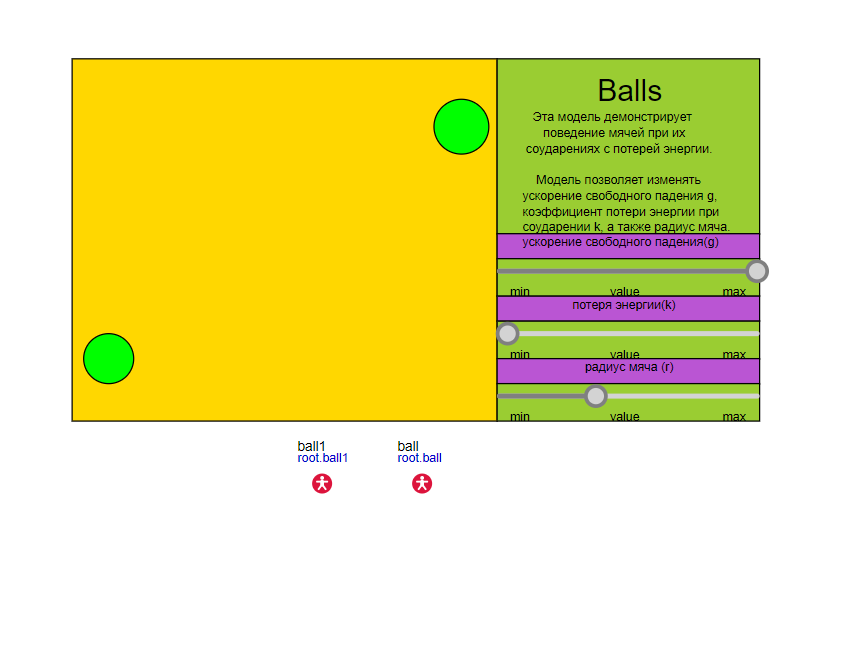 Balls
Эта модель демонстрирует
поведение мячей при их
соударениях с потерей энергии.
Модель позволяет изменять
ускорение свободного падения g,
коэффициент потери энергии при
соударении k, а также радиус мяча.
ускорение свободного падения(g)
min value max
потеря энергии(k)
min value max
радиус мяча (r)
min value max
ball1 ball
root.ball1 root.ball